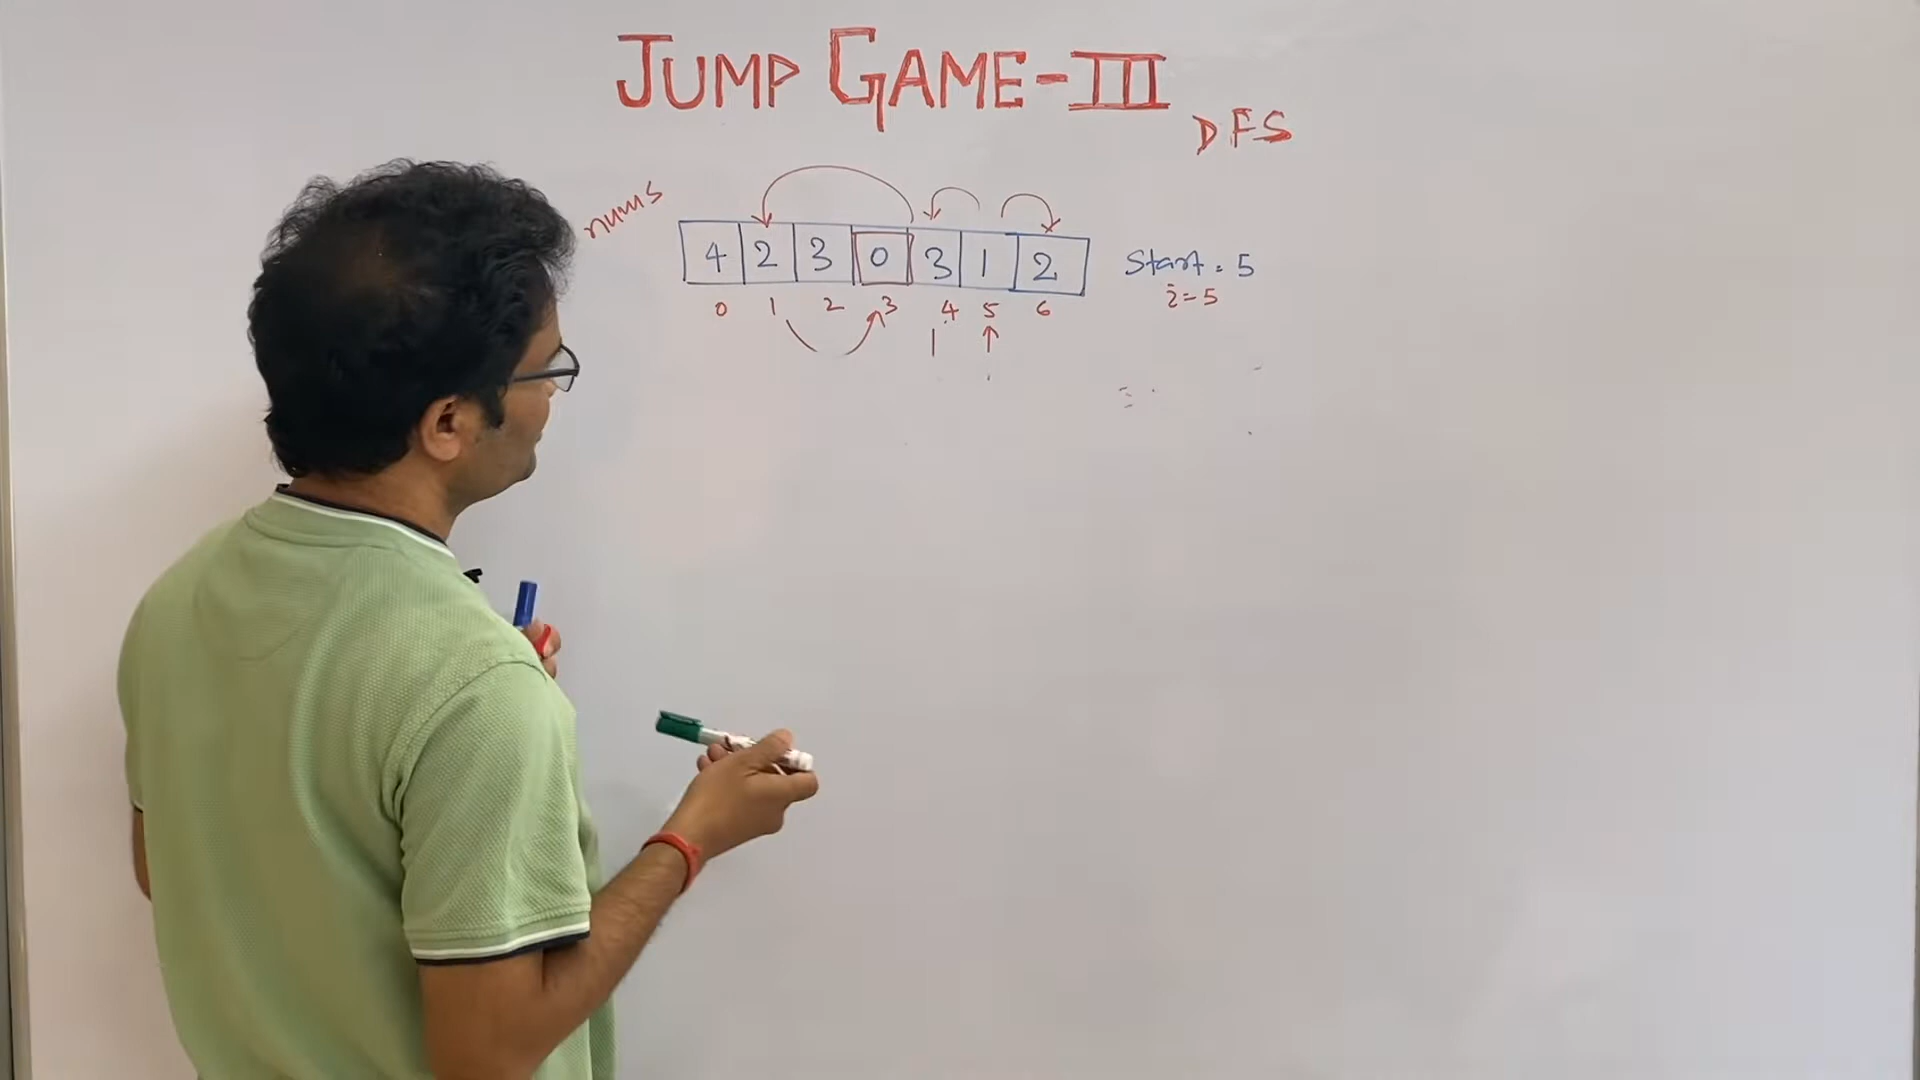 JUMP GAME-III
DFS
nums
4 2 3 0 3 1 2
Start = 5
0 1 2 3 4 5 6
i=5